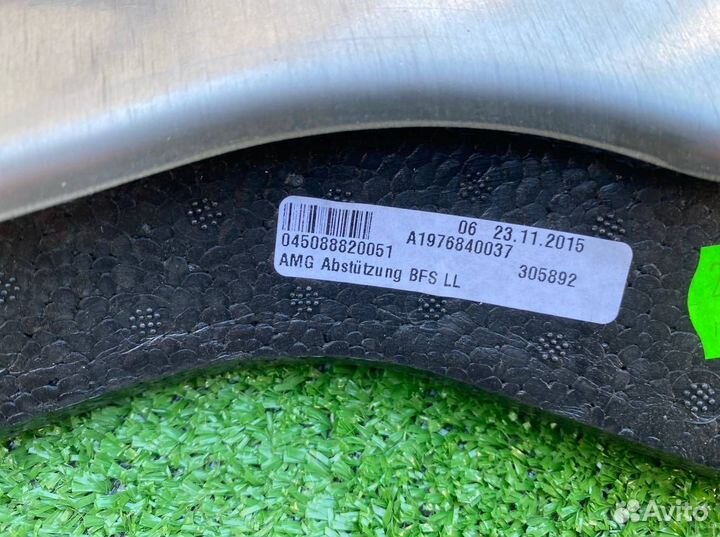 06 23.11.2015
045088820051 A1976840037
AMG Abstützung BFS LL 305892
Avito